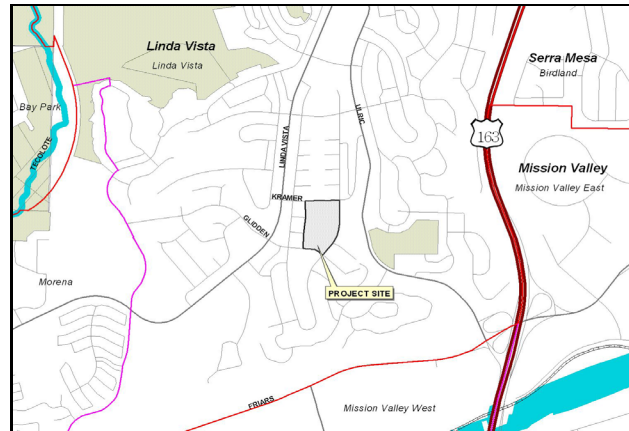 Linda Vista
Linda Vista
Serra Mesa
Birdland
Bay Park
TECOLOTE
LINDA VISTA
ULRIC
163
Mission Valley
Mission Valley East
KRAMER
GLIDDEN
Morena
PROJECT SITE
FRIARS
Mission Valley West